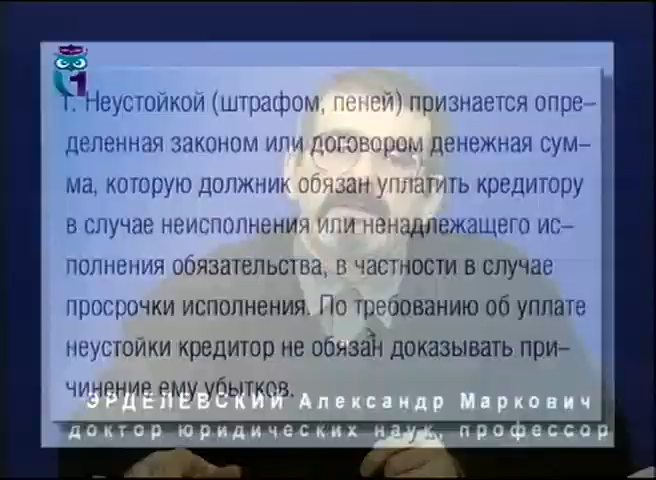 1
1. Неустойкой (штрафом, пеней) признается опре–
деленная законом или договором денежная сум–
ма, которую должник обязан уплатить кредитору
в случае неисполнения или ненадлежащего ис–
полнения обязательства, в частности в случае
просрочки исполнения. По требованию об уплате
неустойки кредитор не обязан доказывать при–
чинение ему убытков.
ЭРДЕЛЕВСКИЙ Александр Маркович
доктор юридических наук, профессор